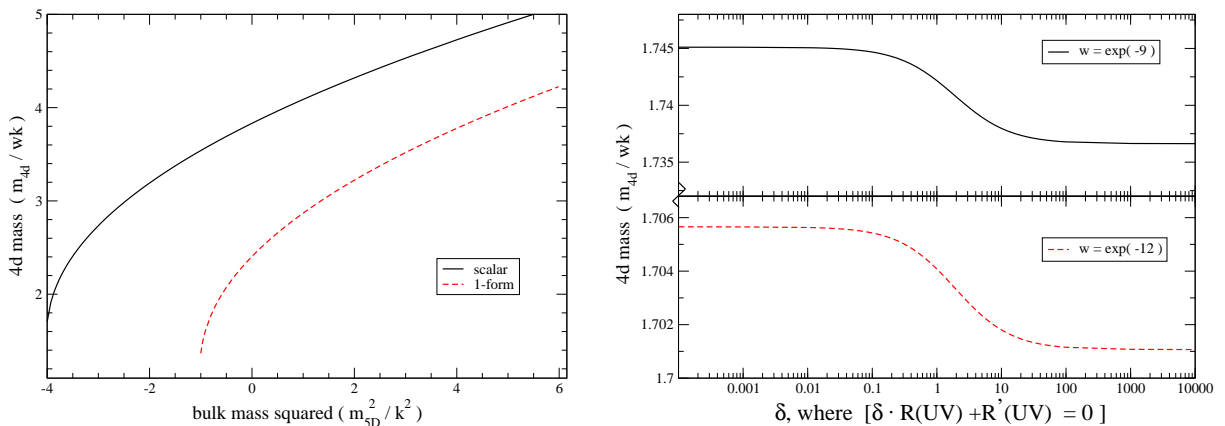 5
4
3
2
4d mass ( m4d / wk )
-4 -2 0 2 4 6
bulk mass squared ( m5D2 / k2 )
scalar
1-form
1.745
1.74
1.735
w = exp( -9 )
1.706
1.704
1.702
1.7
w = exp( -12 )
4d mass ( m4d / wk )
0.001 0.01 0.1 1 10 100 1000 10000
δ, where [δ · R(UV) +R'(UV) = 0 ]